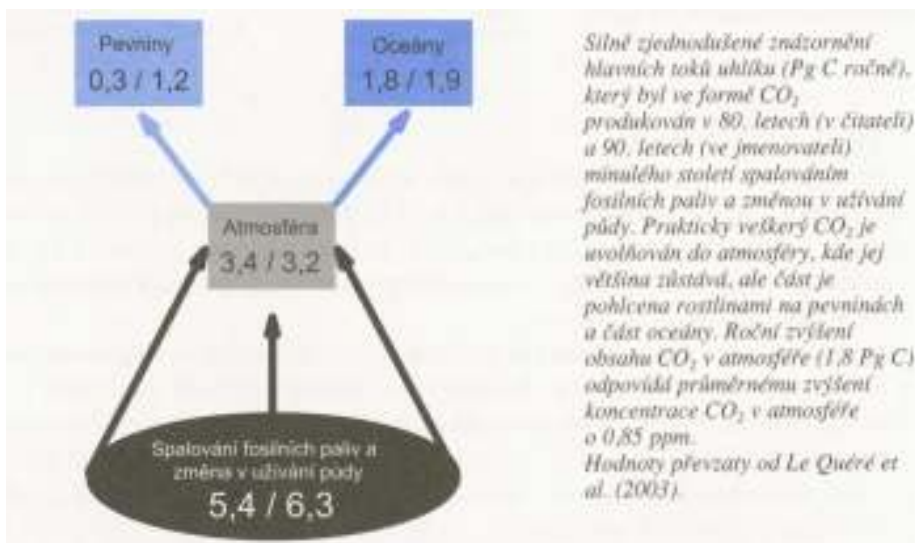 Pevniny
0,3 / 1,2
Oceány
1,8 / 1,9
Atmosféra
3,4 / 3,2
Spalování fosilních paliv a
změna v užívání půdy
5,4 / 6,3
Silně zjednodušené znázornění
hlavních toků uhlíku (Pg C ročně),
který byl ve formě CO₂
produkován v 80. letech (v čitateli)
a 90. letech (ve jmenovateli)
minulého století spalováním
fosilních paliv a změnou v užívání
půdy. Prakticky veškerý CO₂ je
uvolňován do atmosféry, kde jej
většina zůstává, ale část je
pohlcena rostlinami na pevninách
a část oceány. Roční zvýšení
obsahu CO₂ v atmosféře (1,8 Pg C)
odpovídá průměrnému zvýšení
koncentrace CO₂ v atmosféře
o 0,85 ppm.
Hodnoty převzaty od Le Quéré et
al. (2003).